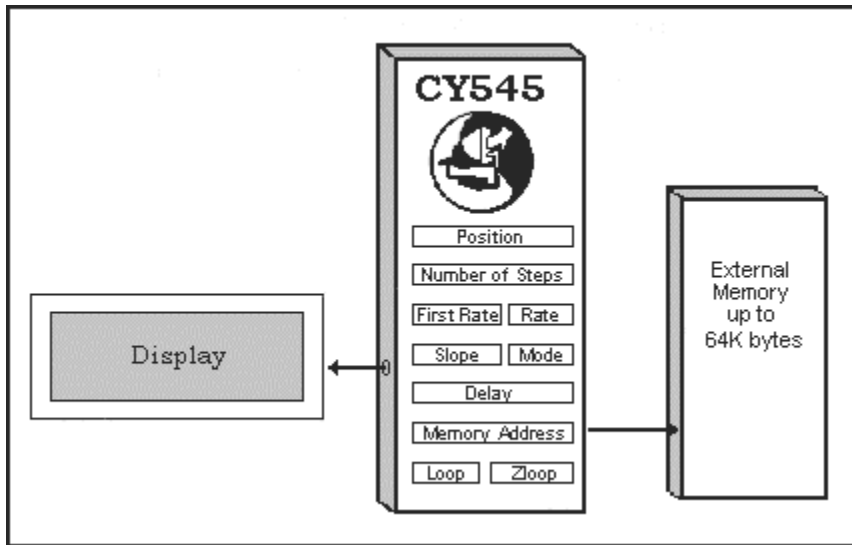 CY545
Position
Number of Steps
First Rate Rate
Slope Mode
Delay
Memory Address
Loop Zloop
Display
External
Memory
up to
64K bytes